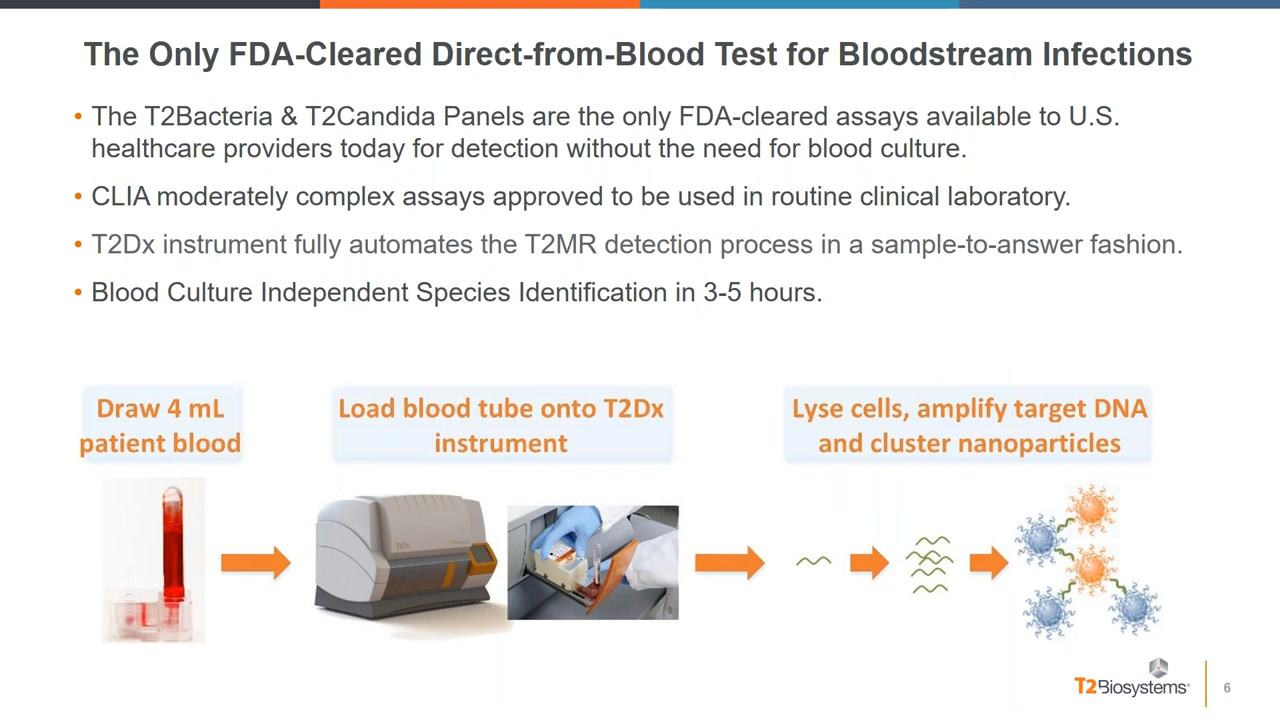 The Only FDA-Cleared Direct-from-Blood Test for Bloodstream Infections
• The T2Bacteria & T2Candida Panels are the only FDA-cleared assays available to U.S.
healthcare providers today for detection without the need for blood culture.
• CLIA moderately complex assays approved to be used in routine clinical laboratory.
• T2Dx instrument fully automates the T2MR detection process in a sample-to-answer fashion.
• Blood Culture Independent Species Identification in 3-5 hours.
Draw 4 mL
patient blood
Load blood tube onto T2Dx
instrument
Lyse cells, amplify target DNA
and cluster nanoparticles
T2Dx
T2Biosystems®
6